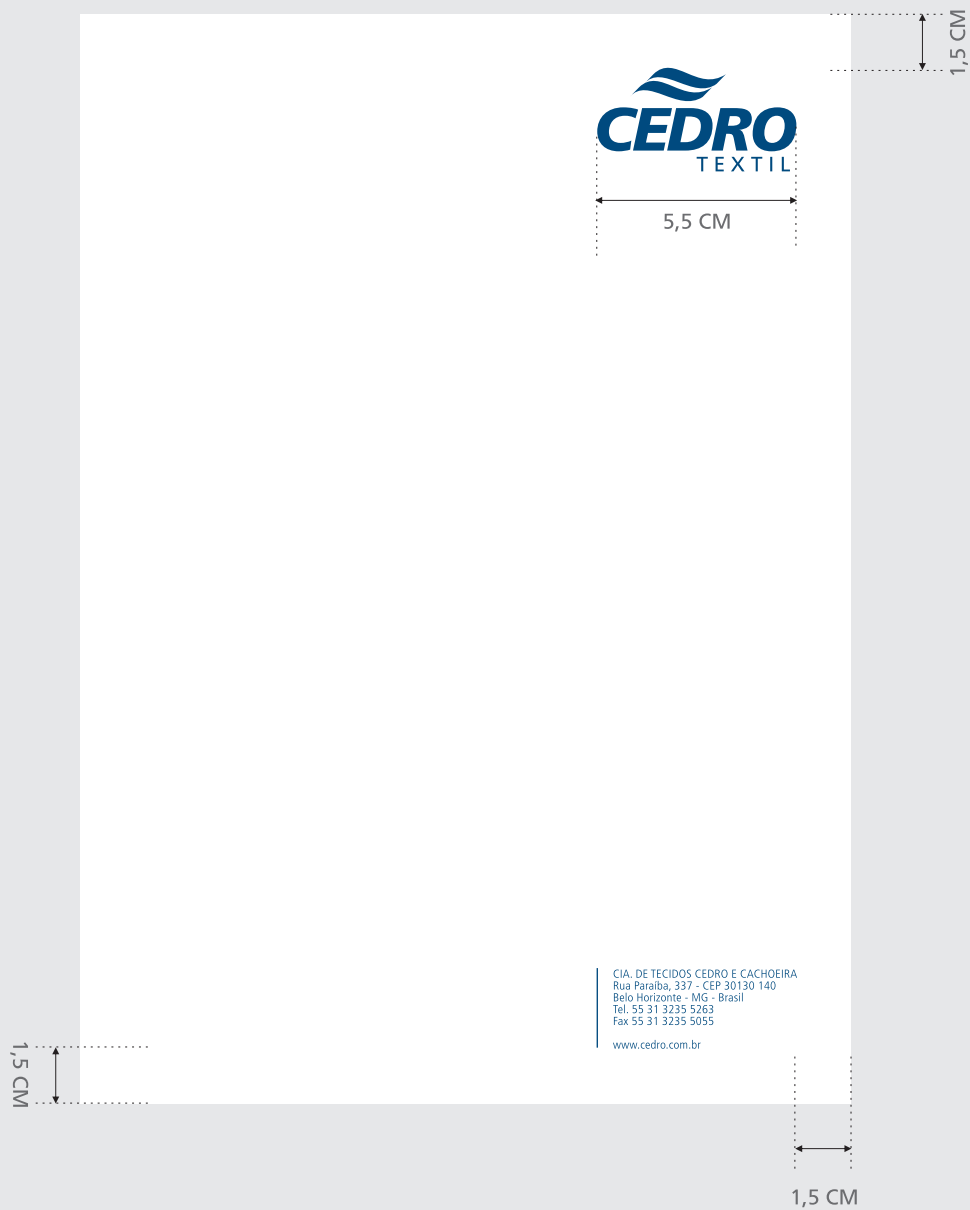 1,5 CM
CEDRO
TEXTIL
5,5 CM
CIA. DE TECIDOS CEDRO E CACHOEIRA
Rua Paraíba, 337 - CEP 30130 140
Belo Horizonte - MG - Brasil
Tel. 55 31 3235 5263
Fax 55 31 3235 5055
www.cedro.com.br
1,5 CM
1,5 CM